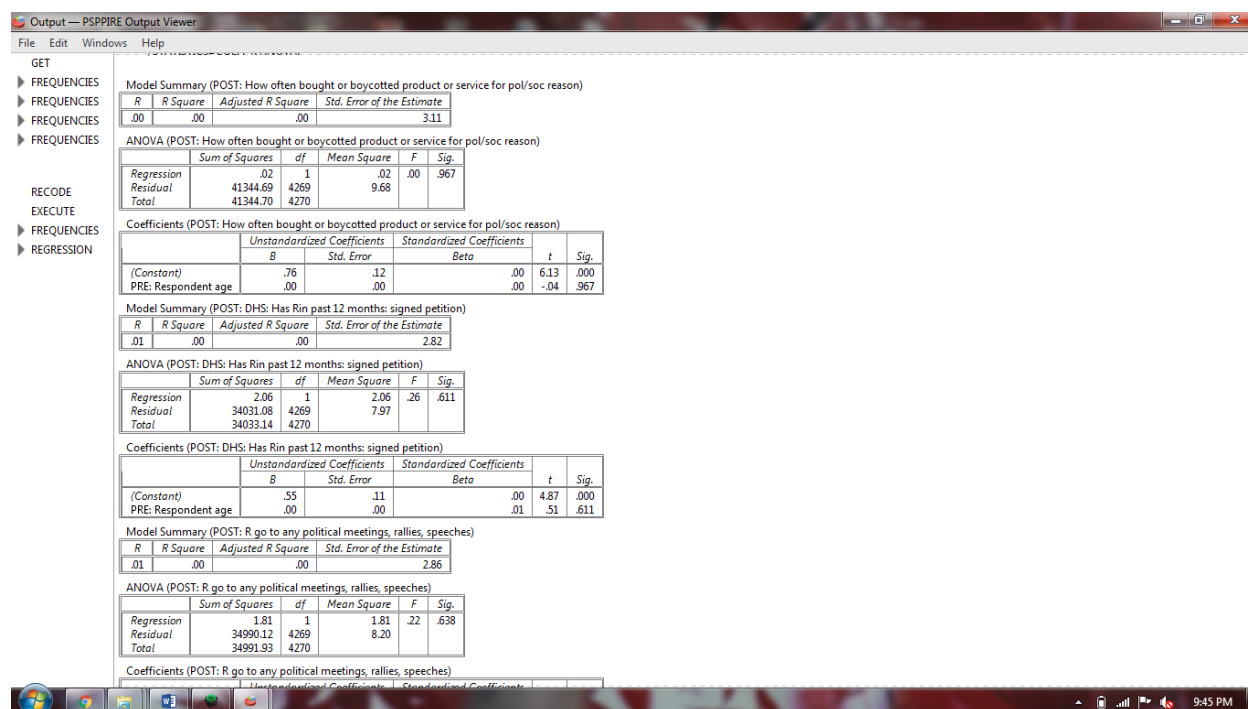 Output — PSPPIRE Output Viewer
File Edit Windows Help
GET
FREQUENCIES
FREQUENCIES
FREQUENCIES
FREQUENCIES
RECODE
EXECUTE
FREQUENCIES
REGRESSION
Model Summary (POST: How often bought or boycotted product or service for pol/soc reason)
R R Square Adjusted R Square Std. Error of the Estimate
.00 .00 .00 3.11
ANOVA (POST: How often bought or boycotted product or service for pol/soc reason)
Sum of Squares df Mean Square F Sig.
Regression .02 1 .02 .00 .967
Residual 41344.69 4269 9.68
Total 41344.70 4270
Coefficients (POST: How often bought or boycotted product or service for pol/soc reason)
Unstandardized Coefficients Standardized Coefficients
B Std. Error Beta t Sig.
(Constant) .76 .12 .00 6.13 .000
PRE: Respondent age .00 .00 .00 -.04 .967
Model Summary (POST: DHS: Has Rin past 12 months: signed petition)
R R Square Adjusted R Square Std. Error of the Estimate
.01 .00 .00 2.82
ANOVA (POST: DHS: Has Rin past 12 months: signed petition)
Sum of Squares df Mean Square F Sig.
Regression 2.06 1 2.06 .26 .611
Residual 34031.08 4269 7.97
Total 34033.14 4270
Coefficients (POST: DHS: Has Rin past 12 months: signed petition)
Unstandardized Coefficients Standardized Coefficients
B Std. Error Beta t Sig.
(Constant) .55 .11 .00 4.87 .000
PRE: Respondent age .00 .00 .01 .51 .611
Model Summary (POST: R go to any political meetings, rallies, speeches)
R R Square Adjusted R Square Std. Error of the Estimate
.01 .00 .00 2.86
ANOVA (POST: R go to any political meetings, rallies, speeches)
Sum of Squares df Mean Square F Sig.
Regression 1.81 1 1.81 .22 .638
Residual 34990.12 4269 8.20
Total 34991.93 4270
Coefficients (POST: R go to any political meetings, rallies, speeches)
Unstandardized Coefficients Standardized Coefficients
9:45 PM